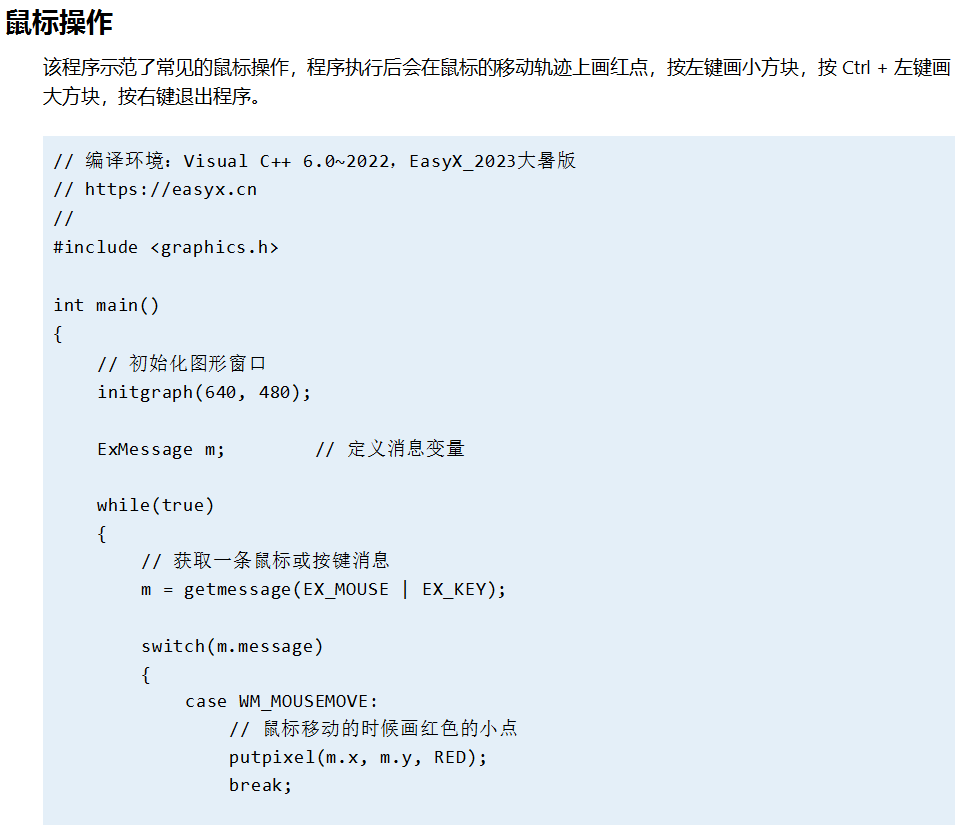 鼠标操作
该程序示范了常见的鼠标操作，程序执行后会在鼠标的移动轨迹上画红点，按左键画小方块，按 Ctrl + 左键画
大方块，按右键退出程序。
// 编译环境：Visual C++ 6.0~2022，EasyX_2023大暑版
// https://easyx.cn
//
#include <graphics.h>
int main()
{
// 初始化图形窗口
initgraph(640, 480);
ExMessage m; // 定义消息变量
while(true)
{
// 获取一条鼠标或按键消息
m = getmessage(EX_MOUSE | EX_KEY);
switch(m.message)
{
case WM_MOUSEMOVE:
// 鼠标移动的时候画红色的小点
putpixel(m.x, m.y, RED);
break;